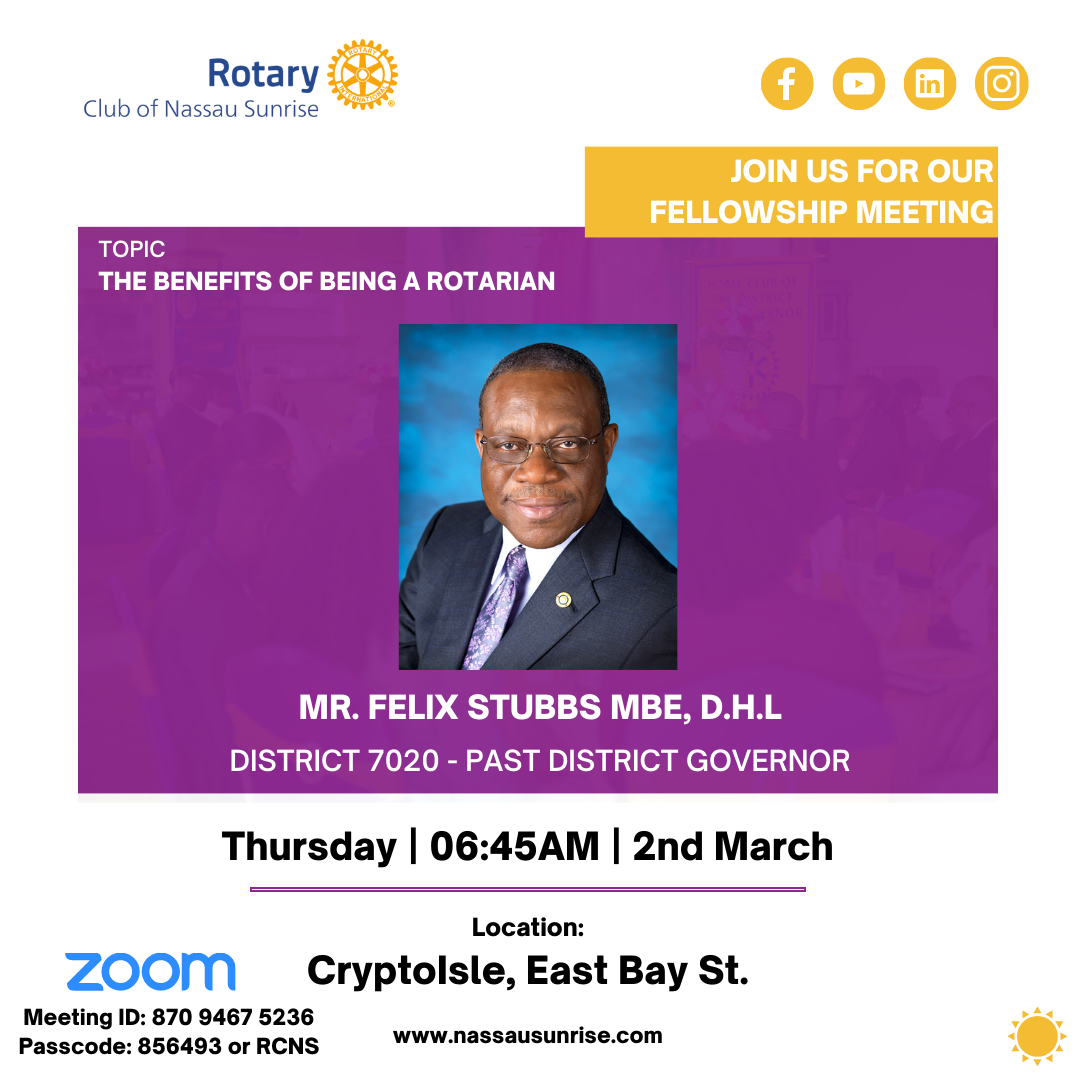 Rotary
Club of Nassau Sunrise
ROTARY
INTERNATIONAL
JOIN US FOR OUR
FELLOWSHIP MEETING
TOPIC
THE BENEFITS OF BEING A ROTARIAN
MR. FELIX STUBBS MBE, D.H.L
DISTRICT 7020 - PAST DISTRICT GOVERNOR
Thursday | 06:45AM | 2nd March
Location:
CryptoIsle, East Bay St.
zoom
Meeting ID: 870 9467 5236
Passcode: 856493 or RCNS
www.nassausunrise.com